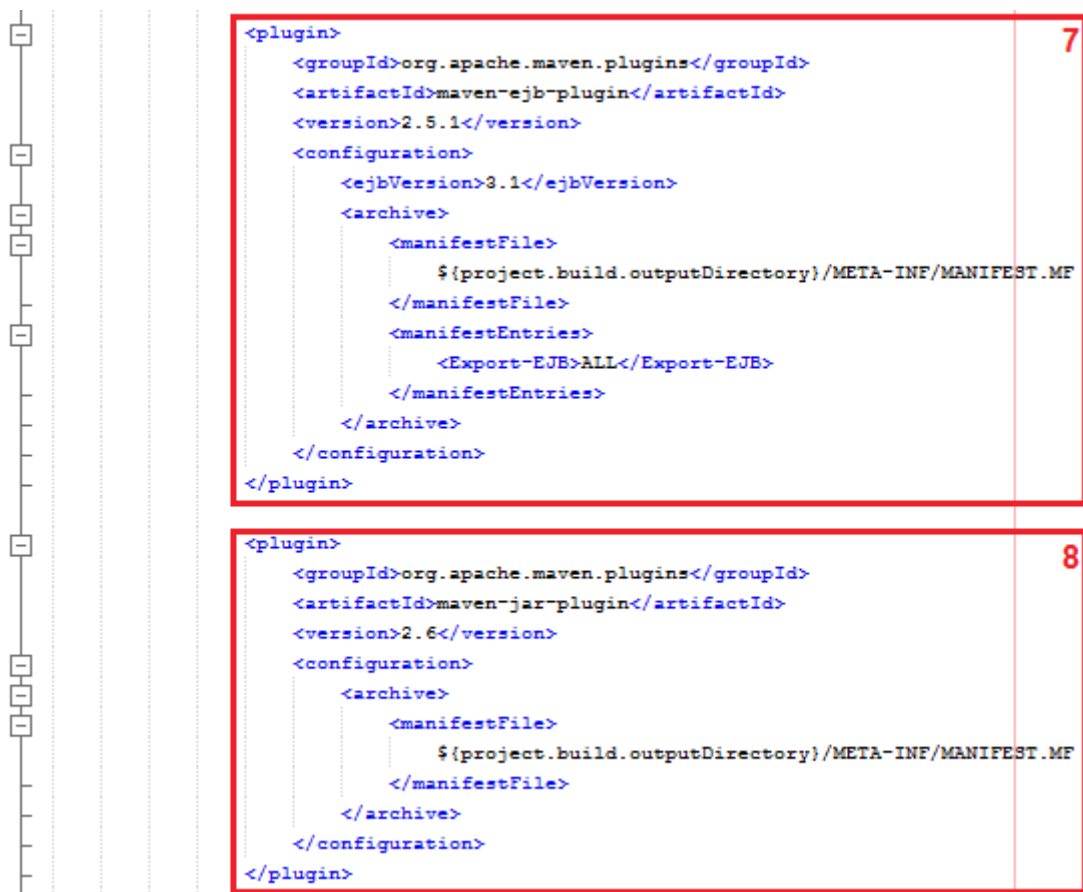 <plugin> 7
<groupId>org.apache.maven.plugins</groupId>
<artifactId>maven-ejb-plugin</artifactId>
<version>2.5.1</version>
<configuration>
<ejbVersion>3.1</ejbVersion>
<archive>
<manifestFile>
${project.build.outputDirectory}/META-INF/MANIFEST.MF
</manifestFile>
<manifestEntries>
<Export-EJB>ALL</Export-EJB>
</manifestEntries>
</archive>
</configuration>
</plugin>
<plugin> 8
<groupId>org.apache.maven.plugins</groupId>
<artifactId>maven-jar-plugin</artifactId>
<version>2.6</version>
<configuration>
<archive>
<manifestFile>
${project.build.outputDirectory}/META-INF/MANIFEST.MF
</manifestFile>
</archive>
</configuration>
</plugin>